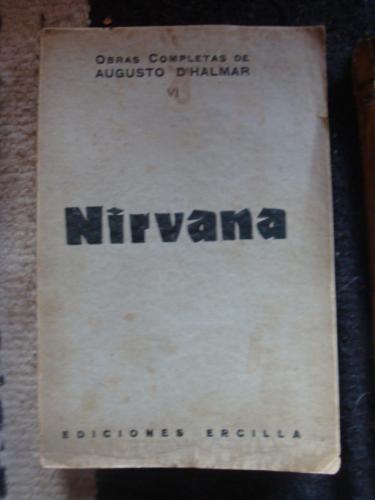 OBRAS COMPLETAS DE
AUGUSTO D'HALMAR
VI
Nirvana
EDICIONES ERCILLA